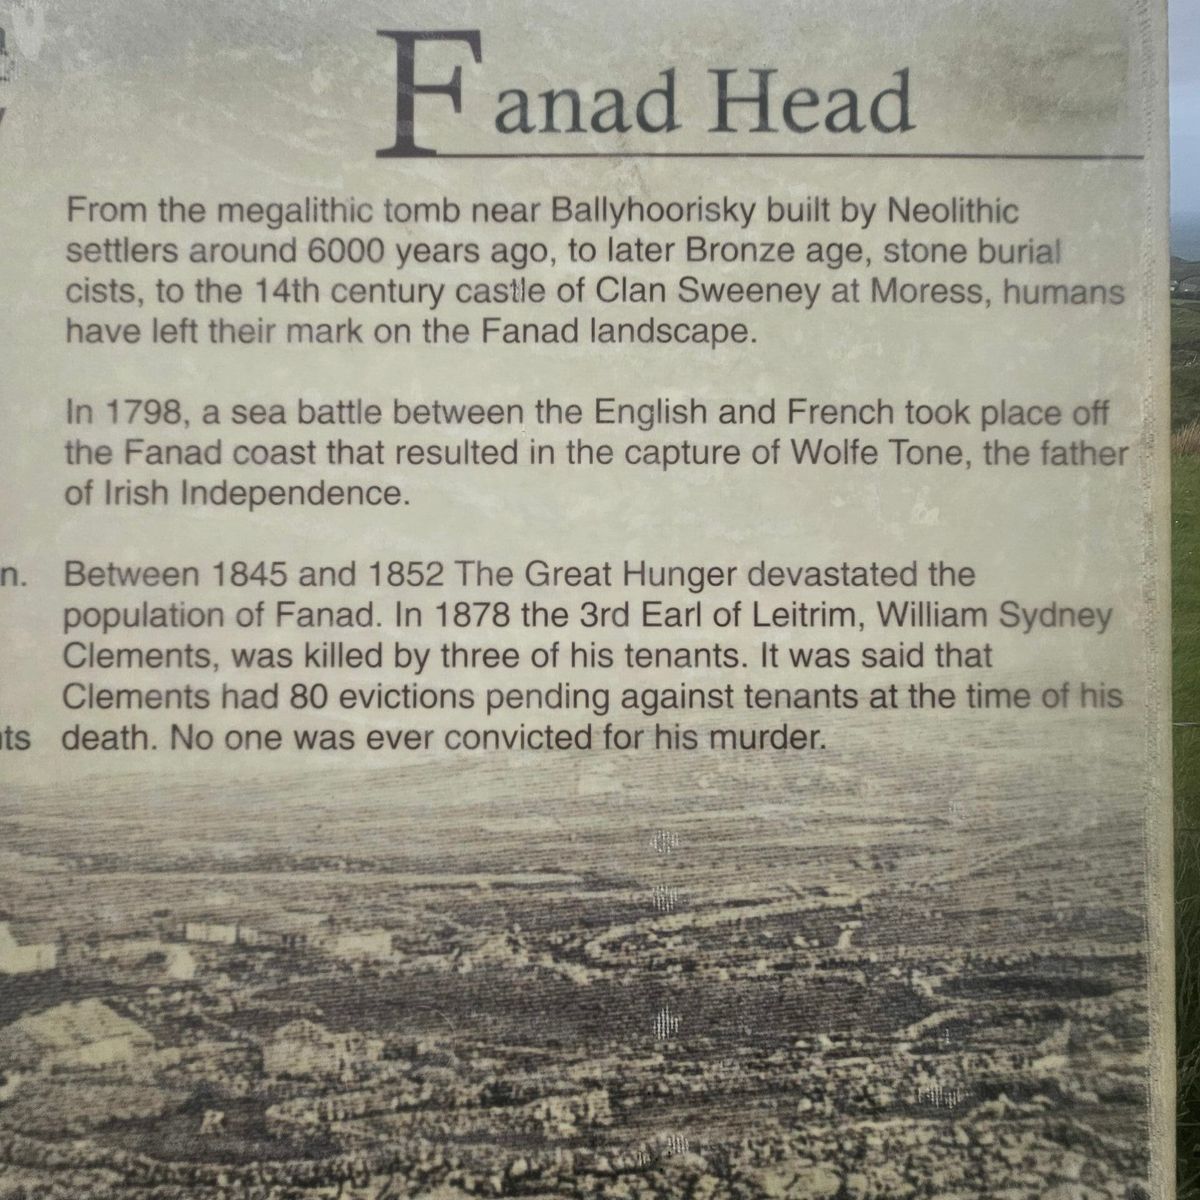 Fanad Head
From the megalithic tomb near Ballyhoorisky built by Neolithic
settlers around 6000 years ago, to later Bronze age, stone burial
cists, to the 14th century castle of Clan Sweeney at Moress, humans
have left their mark on the Fanad landscape.
In 1798, a sea battle between the English and French took place off
the Fanad coast that resulted in the capture of Wolfe Tone, the father
of Irish Independence.
Between 1845 and 1852 The Great Hunger devastated the
population of Fanad. In 1878 the 3rd Earl of Leitrim, William Sydney
Clements, was killed by three of his tenants. It was said that
Clements had 80 evictions pending against tenants at the time of his
death. No one was ever convicted for his murder.